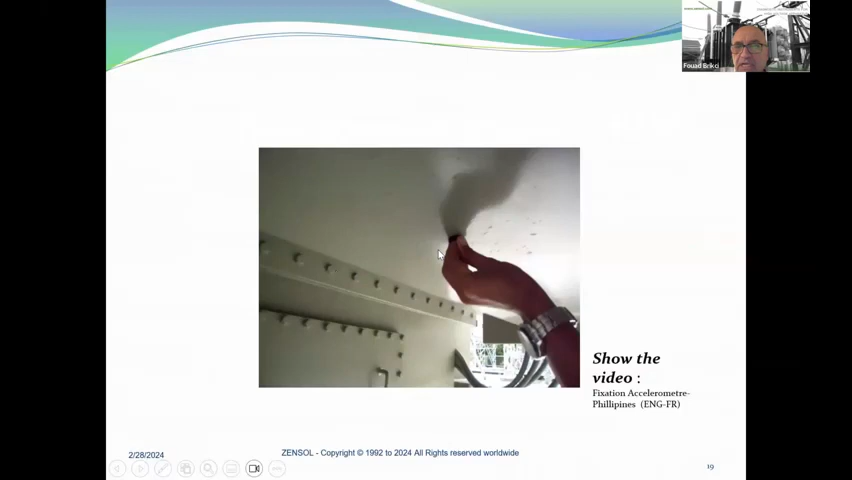 Fouad Brikci
Show the
video :
Fixation Accelerometre-
Phillipines (ENG-FR)
2/28/2024
ZENSOL - Copyright © 1992 to 2024 All Rights reserved worldwide
19